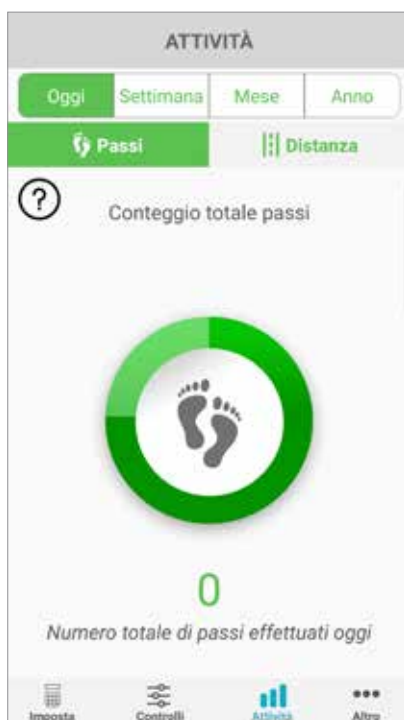 ATTIVITÀ
Oggi Settimana Mese Anno
Passi Distanza
?
Conteggio totale passi
0
Numero totale di passi effettuati oggi
Imposta Controlli Attività Altro